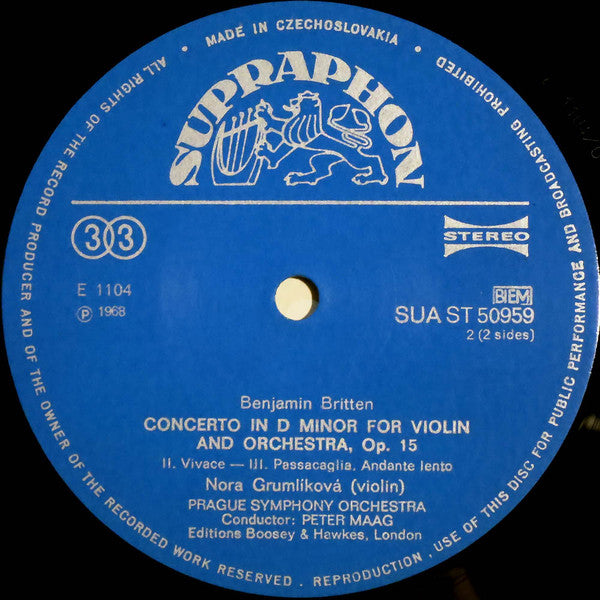 ALL RIGHTS OF THE RECORD PRODUCER AND OF THE OWNER OF THE RECORDED WORK RESERVED . REPRODUCTION , USE OF THIS DISC FOR PUBLIC PERFORMANCE AND BROADCASTING PROHIBITED
• MADE IN CZECHOSLOVAKIA •
SUPRAPHON
33
STEREO
E 1104
℗ 1968
BIEM
SUA ST 50959
2 (2 sides)
Benjamin Britten
CONCERTO IN D MINOR FOR VIOLIN
AND ORCHESTRA, Op. 15
II. Vivace — III. Passacaglia, Andante lento
Nora Grumlíková (violin)
PRAGUE SYMPHONY ORCHESTRA
Conductor: PETER MAAG
Editions Boosey & Hawkes, London